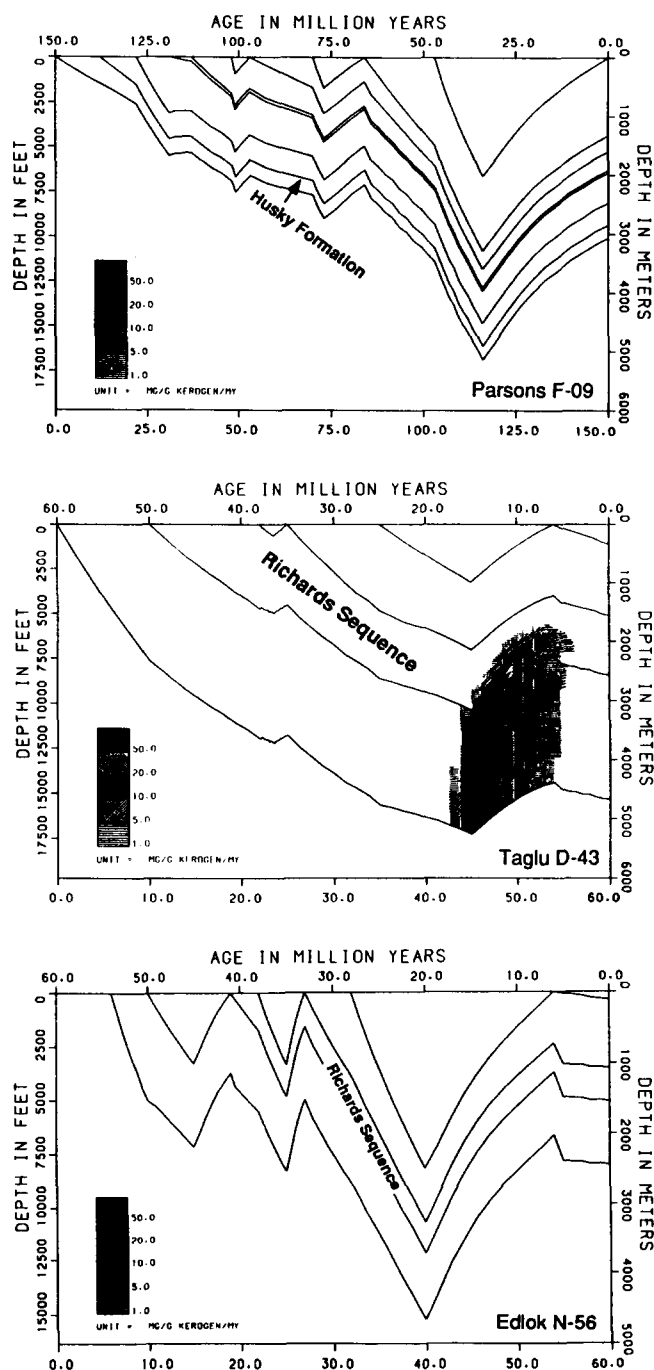 AGE IN MILLION YEARS
150.0 125.0 100.0 75.0 50.0 25.0 0.0
DEPTH IN FEET
0 2500 5000 7500 10000 12500 15000 17500
DEPTH IN METERS
0 1000 2000 3000 4000 5000 6000
Husky Formation
50.0
20.0
10.0
5.0
1.0
UNIT = MG/G KEROGEN/MY
Parsons F-09
0.0 25.0 50.0 75.0 100.0 125.0 150.0
AGE IN MILLION YEARS
60.0 50.0 40.0 30.0 20.0 10.0 0.0
DEPTH IN FEET
0 2500 5000 7500 10000 12500 15000 17500
DEPTH IN METERS
0 1000 2000 3000 4000 5000 6000
Richards Sequence
50.0
20.0
10.0
5.0
1.0
UNIT = MG/G KEROGEN/MY
Taglu D-43
0.0 10.0 20.0 30.0 40.0 50.0 60.0
AGE IN MILLION YEARS
60.0 50.0 40.0 30.0 20.0 10.0 0.0
DEPTH IN FEET
0 2500 5000 7500 10000 12500 15000
DEPTH IN METERS
0 1000 2000 3000 4000 5000
Richards Sequence
50.0
20.0
10.0
5.0
1.0
UNIT = MG/G KEROGEN/MY
Edlok N-56
0.0 10.0 20.0 30.0 40.0 50.0 60.0